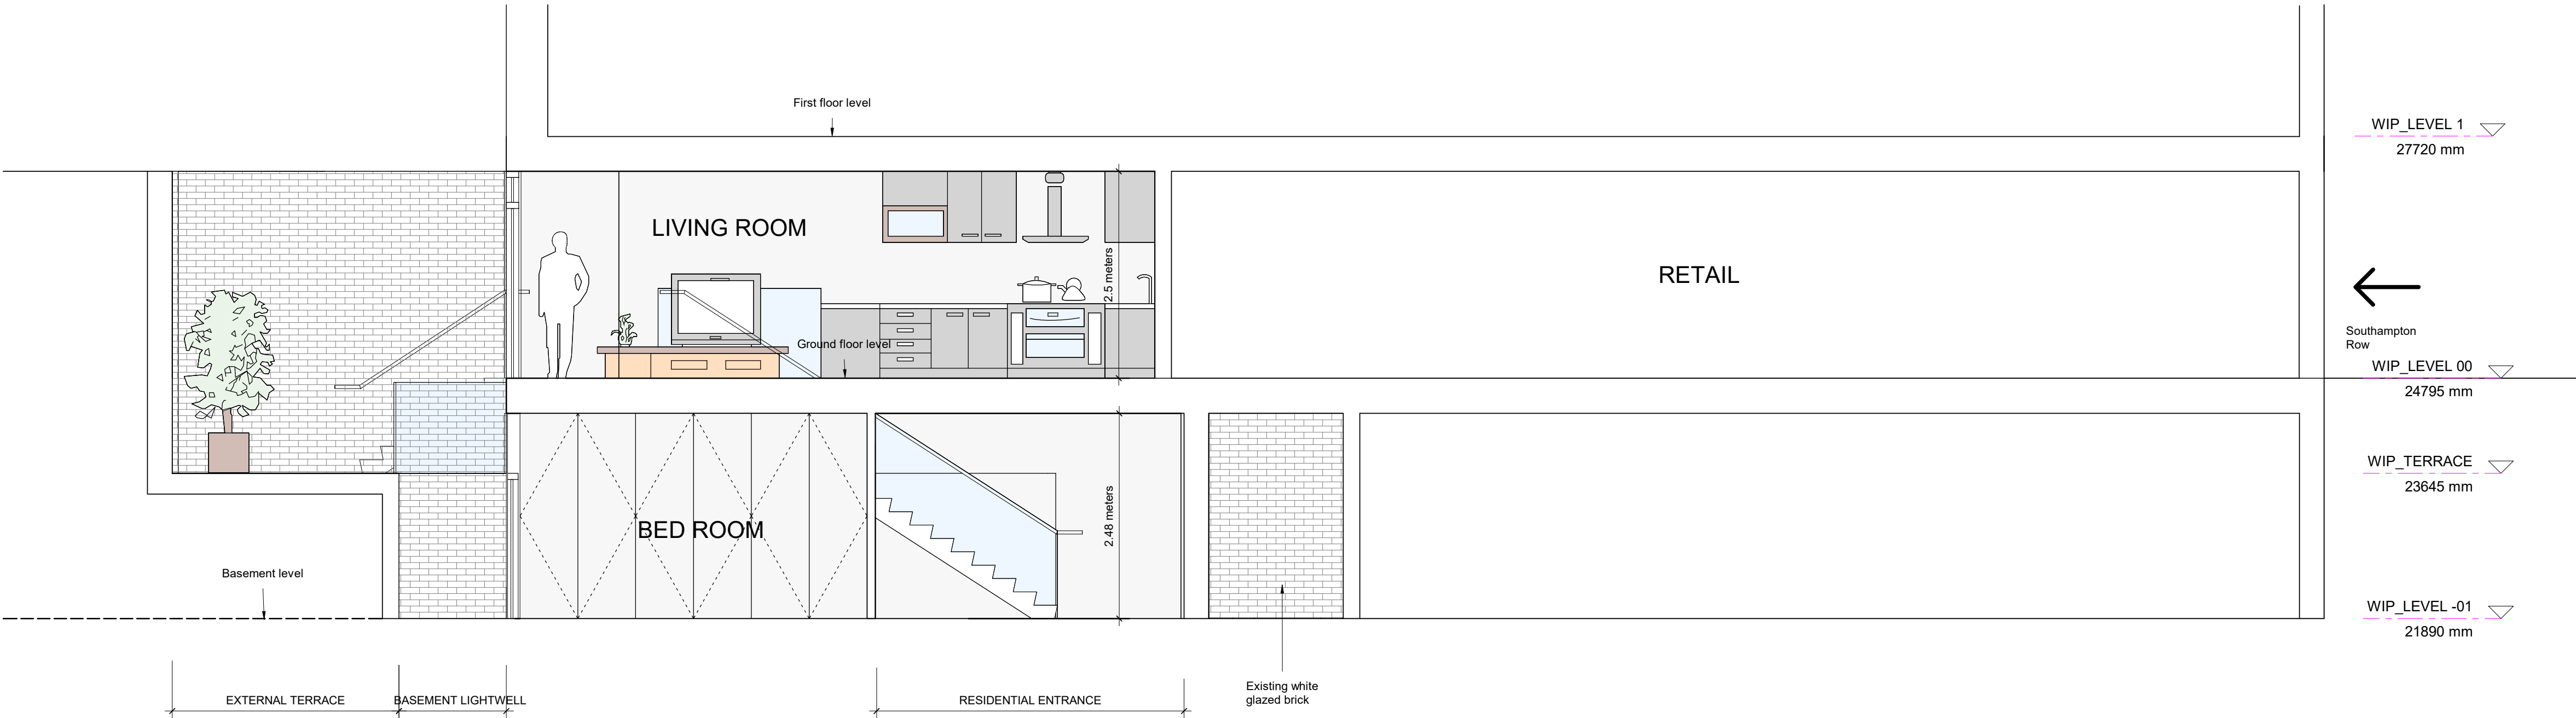 First floor level
WIP_LEVEL 1
27720 mm
LIVING ROOM
2.5 meters
RETAIL
Southampton
Row
Ground floor level
WIP_LEVEL 00
24795 mm
WIP_TERRACE
23645 mm
BED ROOM
2.48 meters
Basement level
WIP_LEVEL -01
21890 mm
EXTERNAL TERRACE
BASEMENT LIGHTWELL
RESIDENTIAL ENTRANCE
Existing white
glazed brick